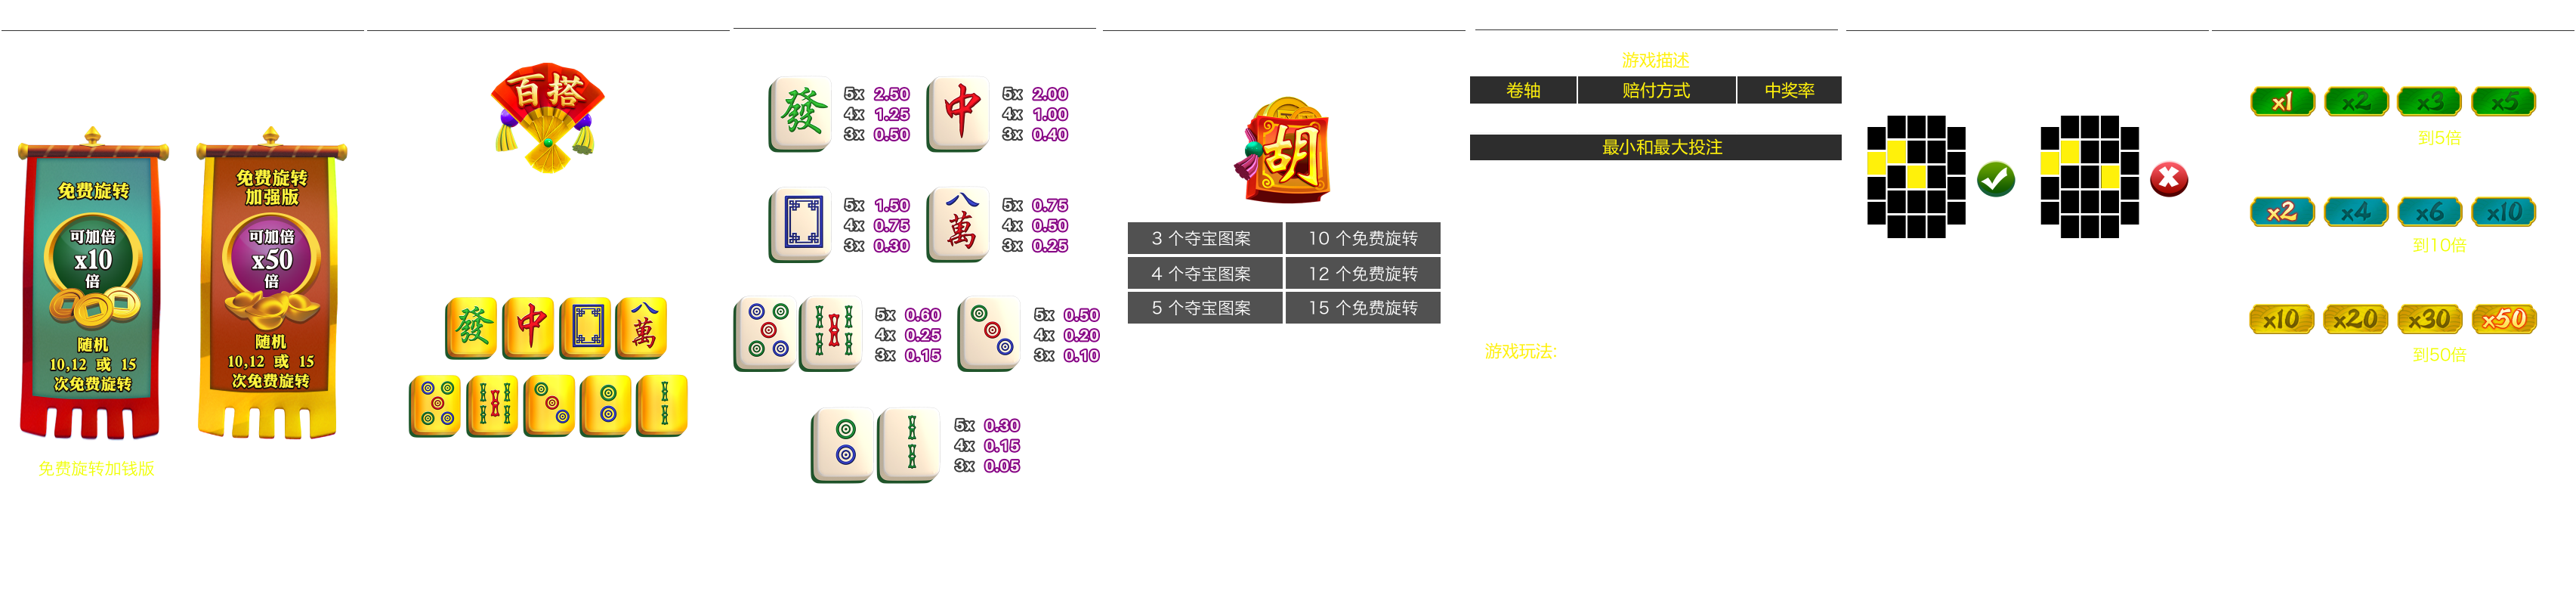 免费旋转
可加倍
x10
倍
随机
10,12 或 15
次免费旋转
免费旋转
加强版
可加倍
x50
倍
随机
10,12 或 15
次免费旋转
免费旋转加钱版
百搭
發
中
八
萬
發
5x 2.50
4x 1.25
3x 0.50
中
5x 2.00
4x 1.00
3x 0.40
5x 1.50
4x 0.75
3x 0.30
八
萬
5x 0.75
4x 0.50
3x 0.25
5x 0.60
4x 0.25
3x 0.15
5x 0.50
4x 0.20
3x 0.10
5x 0.30
4x 0.15
3x 0.05
胡
3 个夺宝图案 10 个免费旋转
4 个夺宝图案 12 个免费旋转
5 个夺宝图案 15 个免费旋转
游戏描述
卷轴 赔付方式 中奖率
最小和最大投注
游戏玩法:
x1 x2 x3 x5
到5倍
x2 x4 x6 x10
到10倍
x10 x20 x30 x50
到50倍